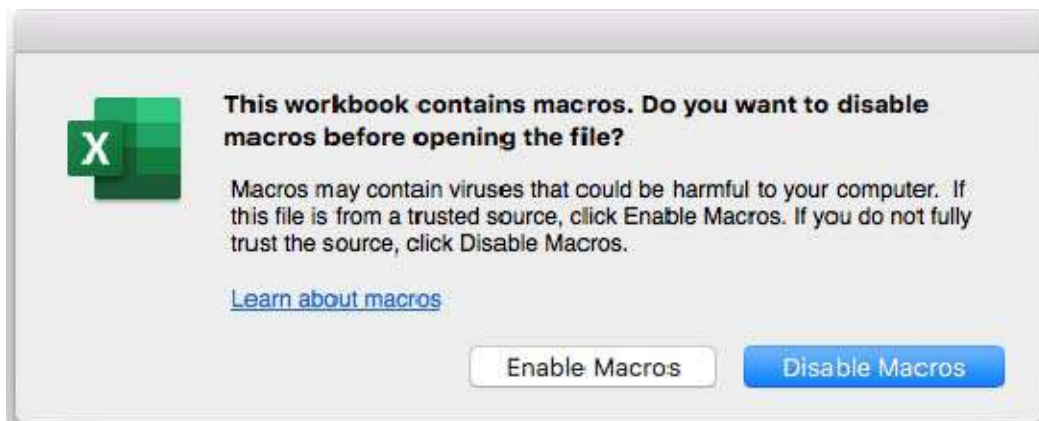 This workbook contains macros. Do you want to disable
macros before opening the file?
Macros may contain viruses that could be harmful to your computer. If
this file is from a trusted source, click Enable Macros. If you do not fully
trust the source, click Disable Macros.
Learn about macros
Enable Macros
Disable Macros
X